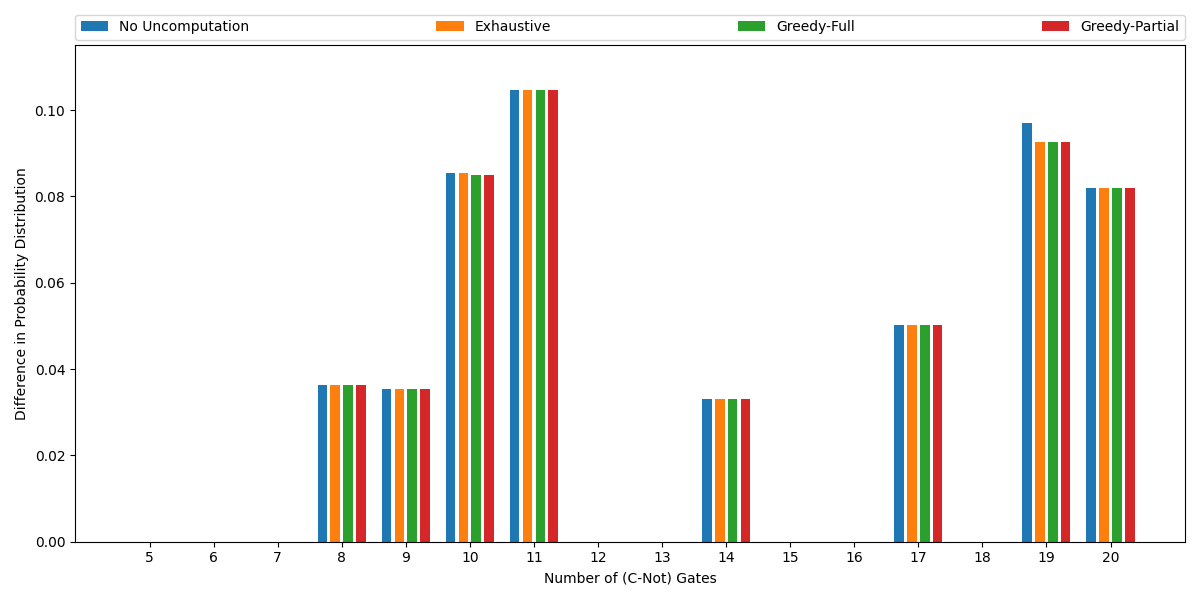 No Uncomputation Exhaustive Greedy-Full Greedy-Partial
Difference in Probability Distribution
0.10
0.08
0.06
0.04
0.02
0.00
5 6 7 8 9 10 11 12 13 14 15 16 17 18 19 20
Number of (C-Not) Gates